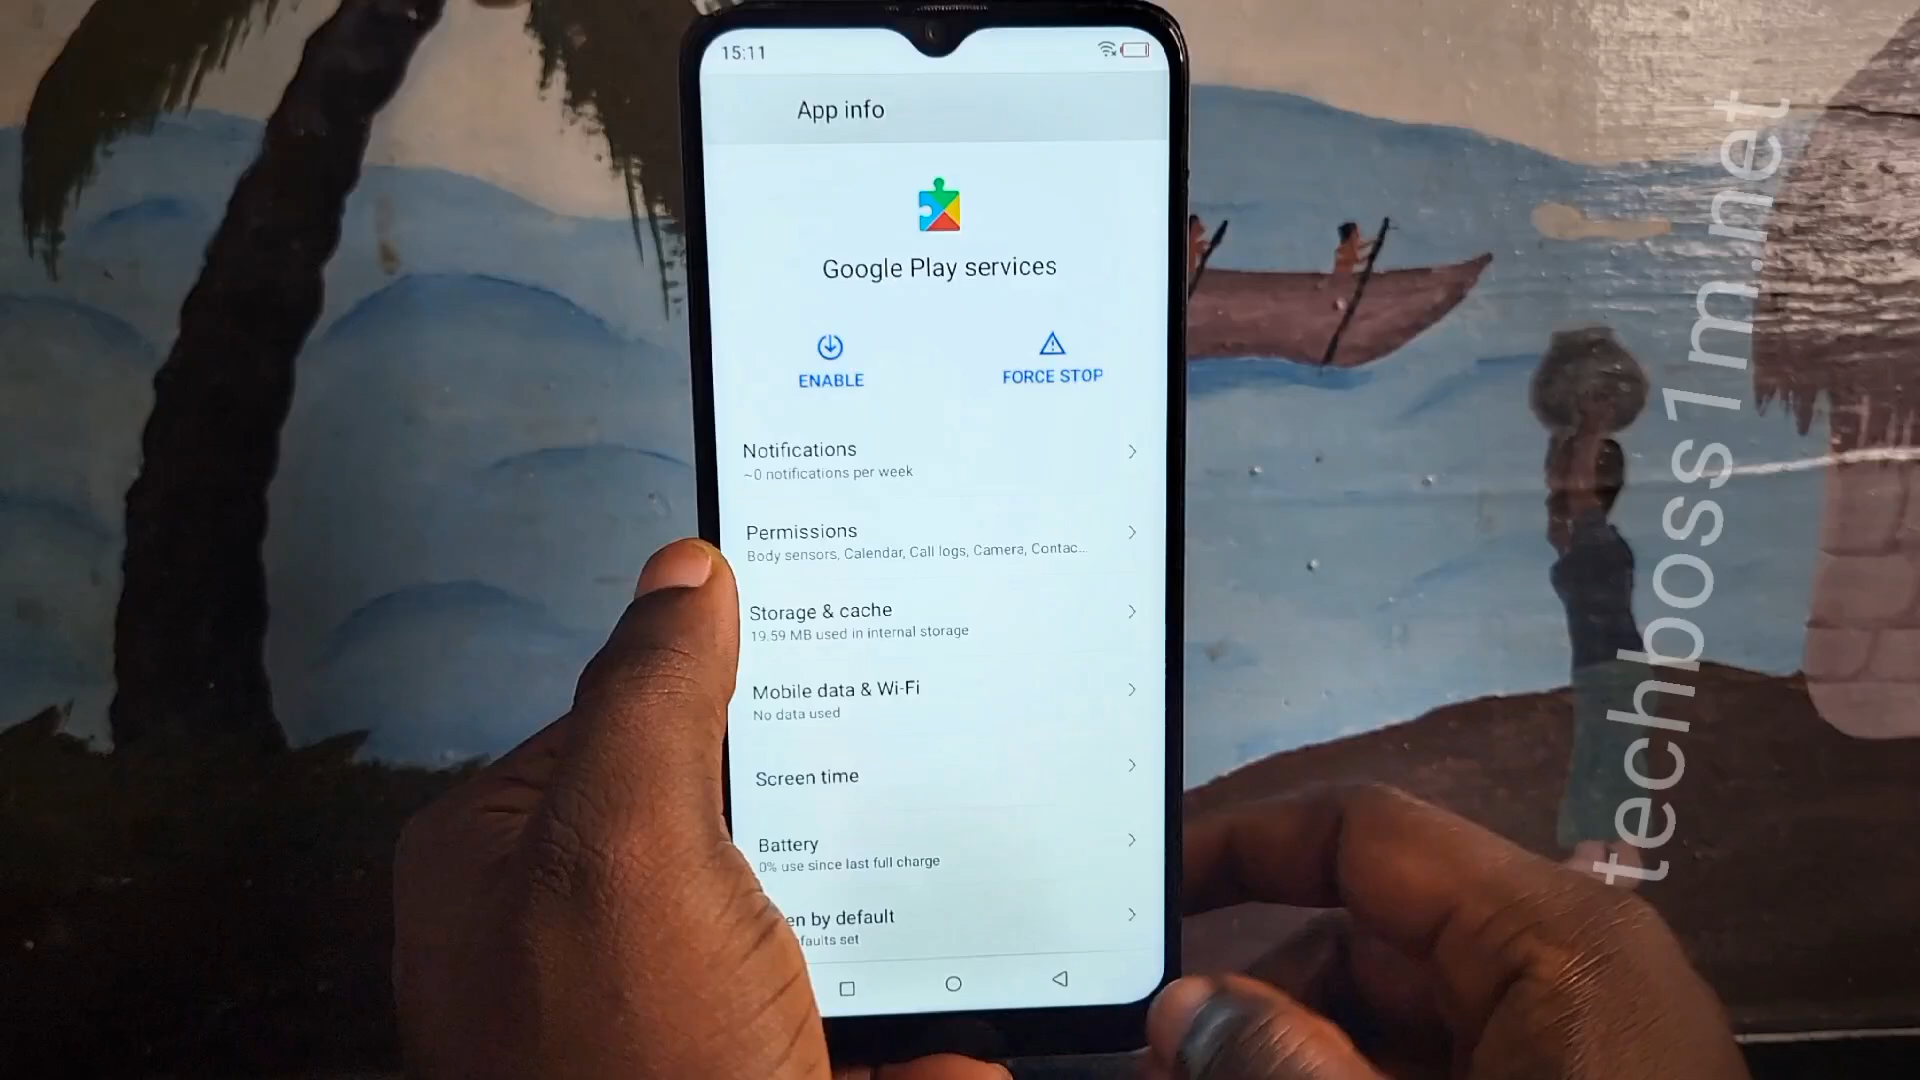 15:11
App info
Google Play services
ENABLE
FORCE STOP
Notifications
~0 notifications per week
Permissions
Body sensors, Calendar, Call logs, Camera, Contac...
Storage & cache
19.59 MB used in internal storage
Mobile data & Wi-Fi
No data used
Screen time
Battery
0% use since last full charge
en by default
faults set
techboss1m.net